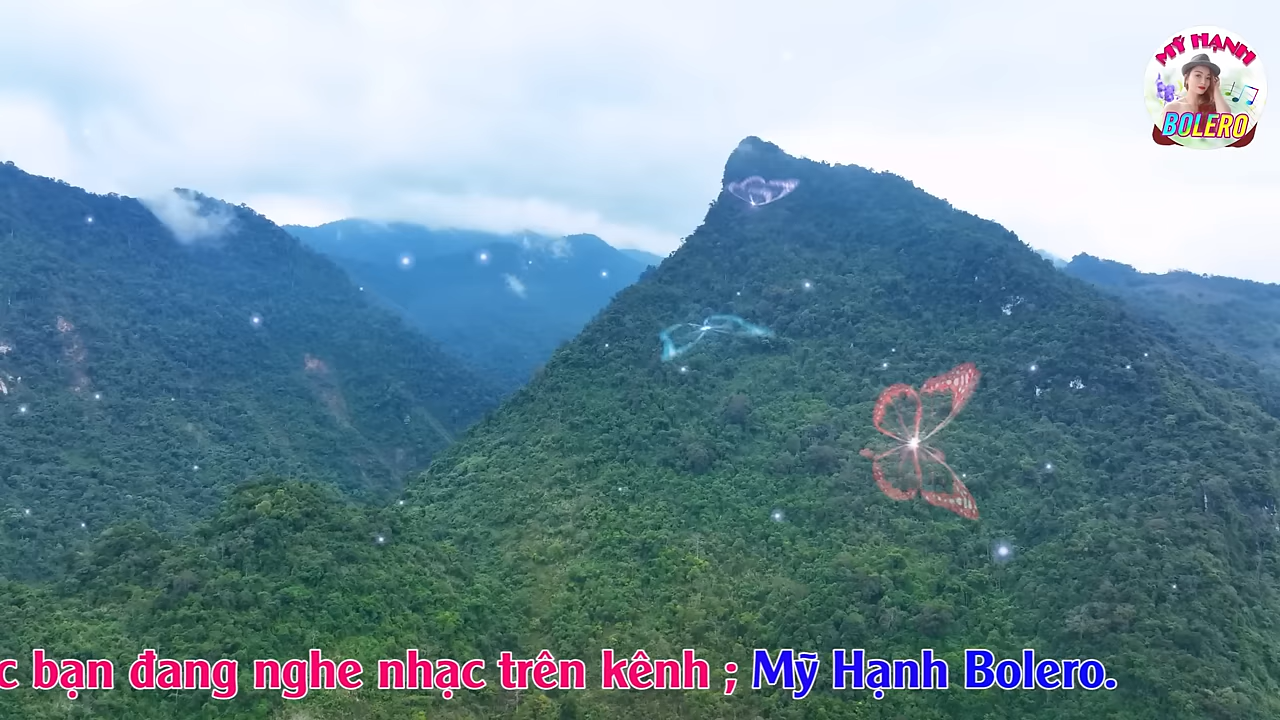 MỸ HẠNH
BOLERO
c bạn đang nghe nhạc trên kênh ; Mỹ Hạnh Bolero.